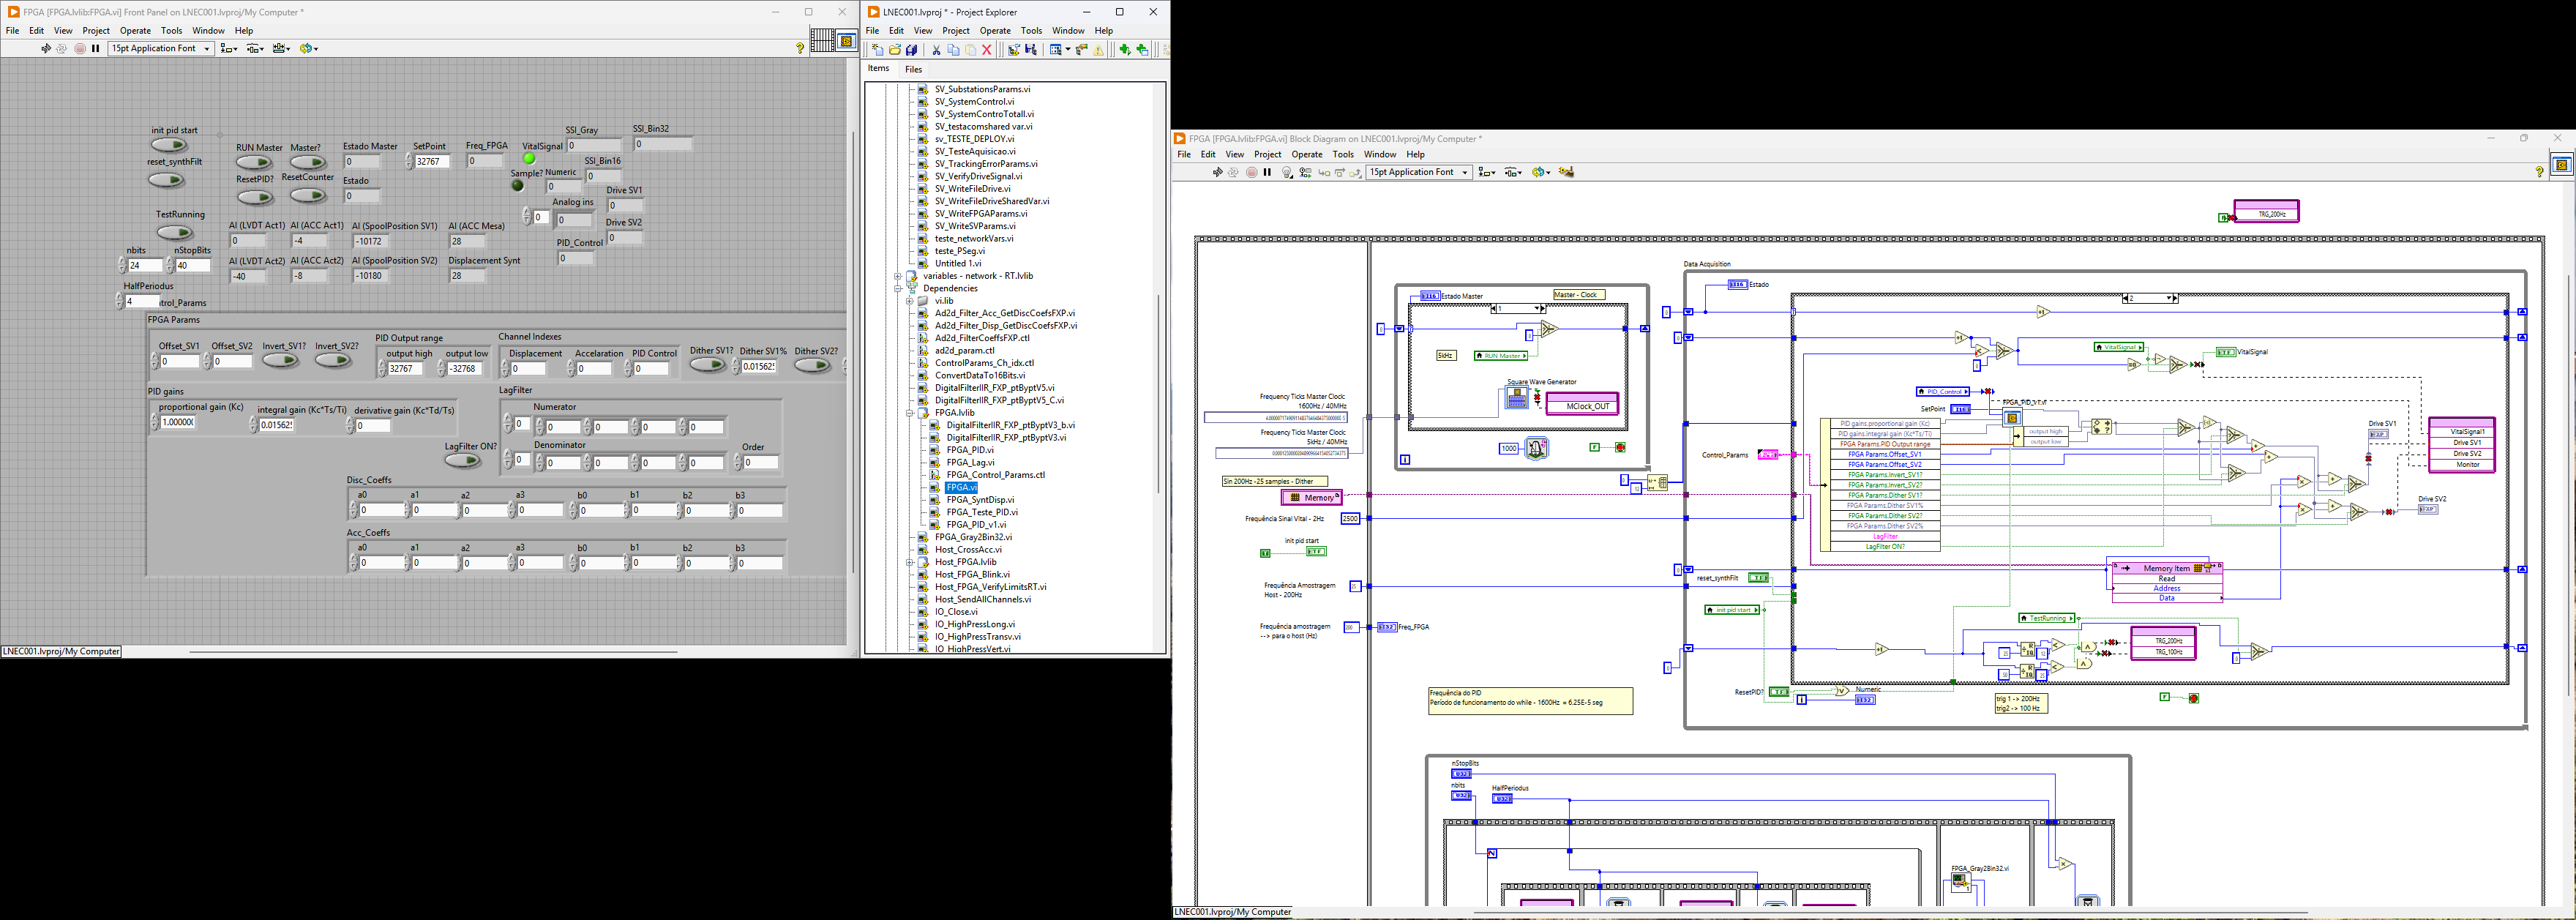 FPGA [FPGA.lvlib:FPGA.vi] Front Panel on LNEC001.lvproj/My Computer *
File Edit View Project Operate Tools Window Help
15pt Application Font
init pid start
reset_synthFilt
RUN Master
Master?
Estado Master
0
SetPoint
32767
Freq_FPGA
0
VitalSignal
SSI_Gray
0
SSI_Bin32
0
SSI_Bin16
0
ResetPID?
ResetCounter
Estado
0
Sample?
Numeric
0
Drive SV1
0
Analog ins
0
0
Drive SV2
0
PID_Control
0
TestRunning
nbits
24
nStopBits
40
AI (LVDT Act1)
0
AI (ACC Act1)
-4
AI (SpoolPosition SV1)
-10172
AI (ACC Mesa)
28
AI (LVDT Act2)
-40
AI (ACC Act2)
-8
AI (SpoolPosition SV2)
-10180
Displacement Synt
28
HalfPeriodus
4
trol_Params
FPGA Params
Offset_SV1
0
Offset_SV2
0
Invert_SV1?
Invert_SV2?
PID Output range
output high
32767
output low
-32768
Channel Indexes
Displacement
0
Accelaration
0
PID Control
0
Dither SV1?
Dither SV1%
0.01562
Dither SV2?
PID gains
proportional gain (Kc)
1.00000
integral gain (Kc*Ts/Ti)
0.01562
derivative gain (Kc*Td/Ts)
0
LagFilter
Numerator
0 0 0 0 0
Denominator
0 0 0 0 0
Order
0
LagFilter ON?
Disc_Coeffs
a0 a1 a2 a3 b0 b1 b2 b3
0 0 0 0 0 0 0 0
Acc_Coeffs
a0 a1 a2 a3 b0 b1 b2 b3
0 0 0 0 0 0 0 0
LNEC001.lvproj/My Computer
LNEC001.lvproj * - Project Explorer
File Edit View Project Operate Tools Window Help
Items Files
SV_SubstationsParams.vi
SV_SystemControl.vi
SV_SystemControTotall.vi
SV_testacomshared var.vi
sv_TESTE_DEPLOY.vi
SV_TesteAquisicao.vi
SV_TrackingErrorParams.vi
SV_VerifyDriveSignal.vi
SV_WriteFileDrive.vi
SV_WriteFileDriveSharedVar.vi
SV_WriteFPGAParams.vi
SV_WriteSVParams.vi
teste_networkVars.vi
teste_PSeg.vi
Untitled 1.vi
variables - network - RT.lvlib
Dependencies
vi.lib
Ad2d_Filter_Acc_GetDiscCoefsFXP.vi
Ad2d_Filter_Disp_GetDiscCoefsFXP.vi
Ad2d_FilterCoeffsFXP.ctl
ad2d_param.ctl
ControlParams_Ch_idx.ctl
ConvertDataTo16Bits.vi
DigitalFilterIIR_FXP_ptByptV5.vi
DigitalFilterIIR_FXP_ptByptV5_C.vi
FPGA.lvlib
DigitalFilterIIR_FXP_ptByptV3_b.vi
DigitalFilterIIR_FXP_ptByptV3.vi
FPGA_PID.vi
FPGA_Lag.vi
FPGA_Control_Params.ctl
FPGA.vi
FPGA_SyntDisp.vi
FPGA_Teste_PID.vi
FPGA_PID_v1.vi
FPGA_Gray2Bin32.vi
Host_CrossAcc.vi
Host_FPGA.lvlib
Host_FPGA_Blink.vi
Host_FPGA_VerifyLimitsRT.vi
Host_SendAllChannels.vi
IO_Close.vi
IO_HighPressLong.vi
IO_HighPressTransv.vi
IO_HighPressVert.vi
FPGA [FPGA.lvlib:FPGA.vi] Block Diagram on LNEC001.lvproj/My Computer *
File Edit View Project Operate Tools Window Help
15pt Application Font
TRG_200Hz
Data Acquisition
Estado
Estado Master
Master - Clock
1
2
5kHz
RUN Master
Square Wave Generator
MClock_OUT
1000
Frequency Ticks Master Clock:
1600Hz / 40MHz
Frequency Ticks Master Clock:
5kHz / 40MHz
Sin 200Hz -25 samples - Dither
Memory
Frequência Sinal Vital - 2Hz
2500
init pid start
Frequência Amostragem
Host - 200Hz
25
Frequência amostragem
--> para o host (Hz)
200
Freq_FPGA
Control_Params
reset_synthFilt
init pid start
ResetPID?
Numeric
VitalSignal
VitalSignal
PID_Control
SetPoint
FPGA_PID_v1.vi
PID gains.proportional gain (Kc)
PID gains.integral gain (Kc*Ts/Ti)
FPGA Params.PID Output range
FPGA Params.Offset_SV1
FPGA Params.Offset_SV2
FPGA Params.Invert_SV1?
FPGA Params.Invert_SV2?
FPGA Params.Dither SV1?
FPGA Params.Dither SV1%
FPGA Params.Dither SV2?
FPGA Params.Dither SV2%
LagFilter
LagFilter ON?
output high
output low
Drive SV1
VitalSignal1
Drive SV1
Drive SV2
Monitor
Drive SV2
Memory Item
Read
Address
Data
TestRunning
TRG_200Hz
TRG_100Hz
trig 1 -> 200Hz
trig2 -> 100 Hz
Frequência do PID
Período de funcionamento do while - 1600Hz = 6.25E-5 seg
nStopBits
nbits
HalfPeriodus
FPGA_Gray2Bin32.vi
LNEC001.lvproj/My Computer